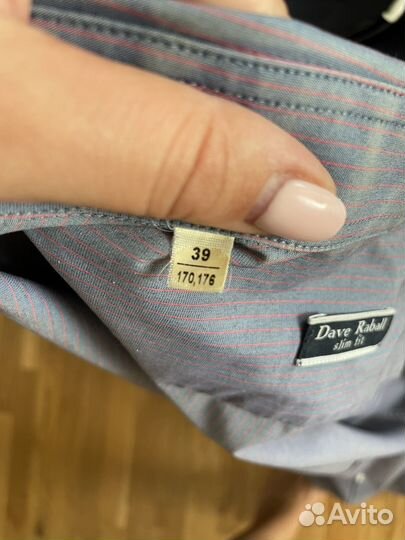 39
170,176
Dave Raball
slim fit
Avito